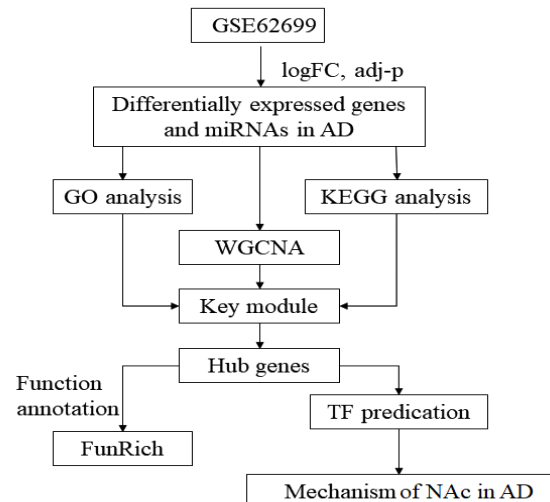 GSE62699
logFC, adj-p
Differentially expressed genes
and miRNAs in AD
GO analysis
KEGG analysis
WGCNA
Key module
Hub genes
Function
annotation
TF predication
FunRich
Mechanism of NAc in AD